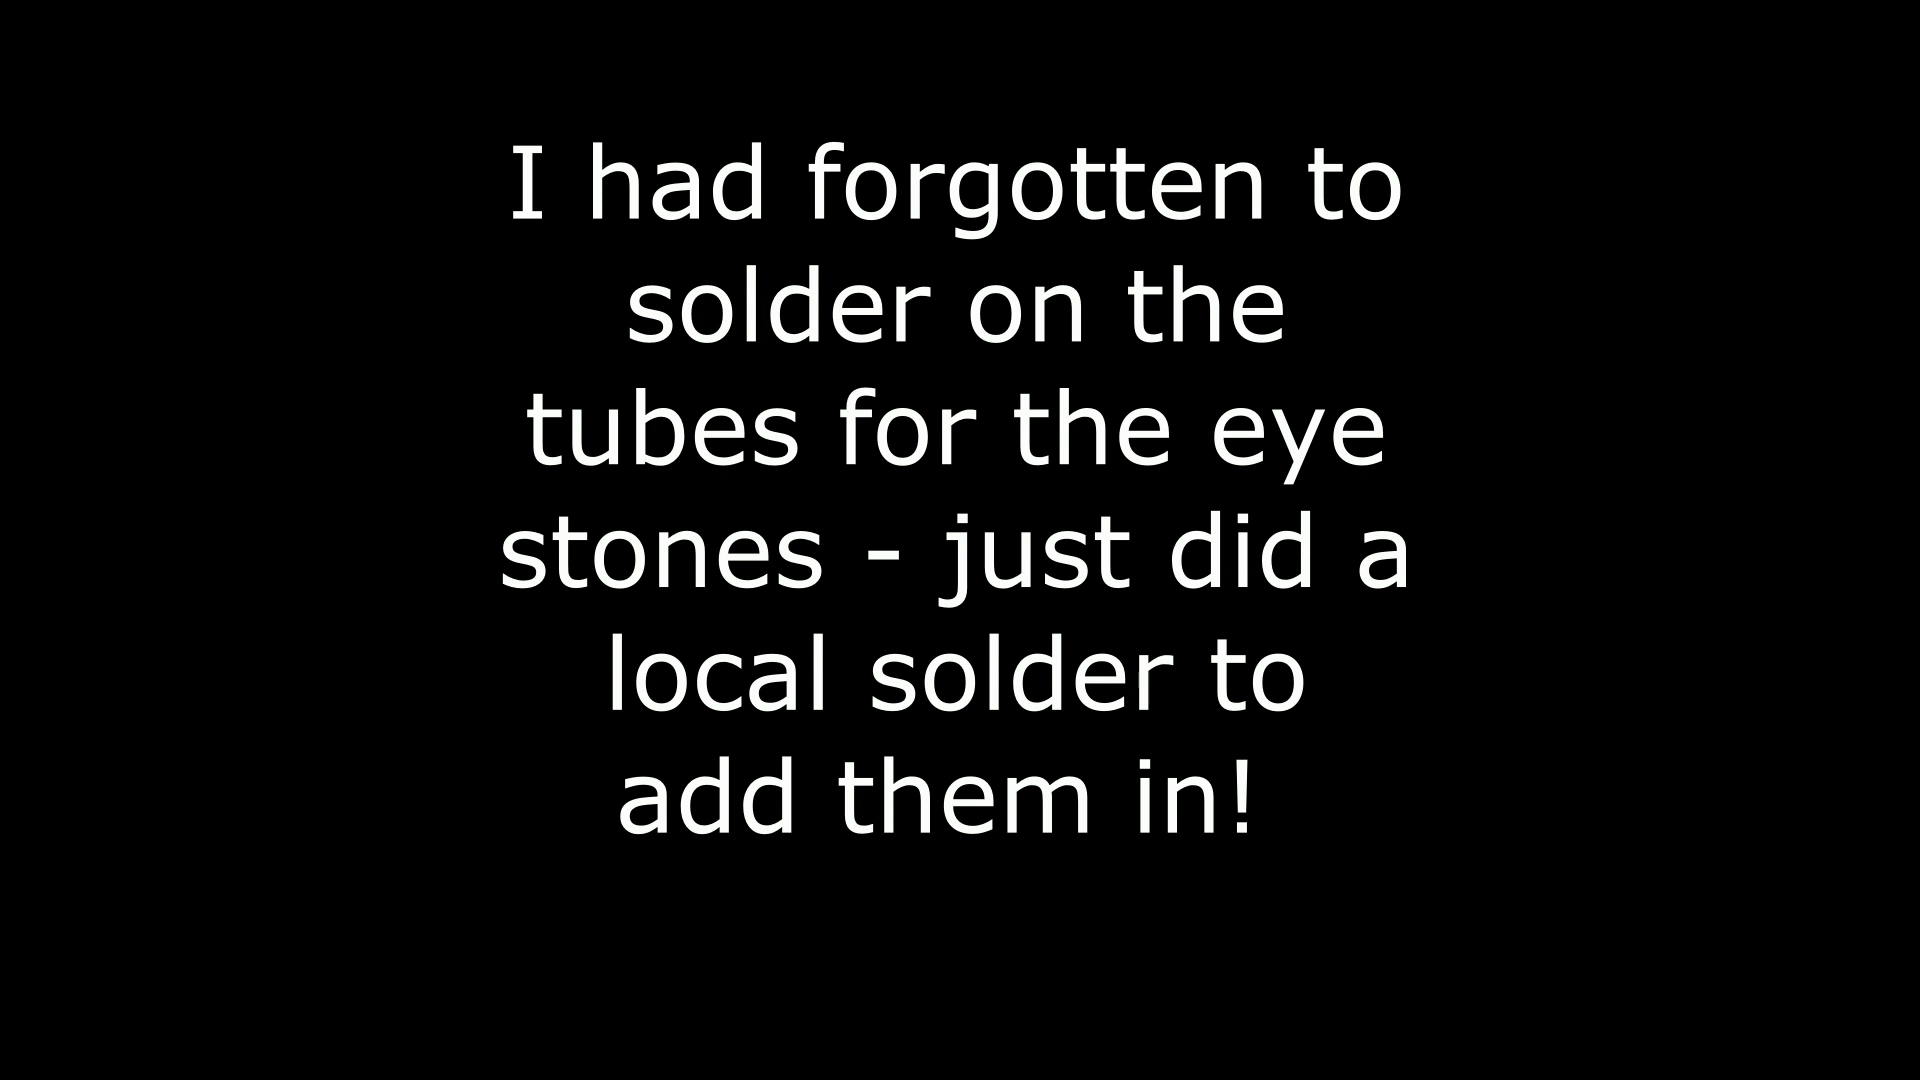 I had forgotten to
solder on the
tubes for the eye
stones - just did a
local solder to
add them in!